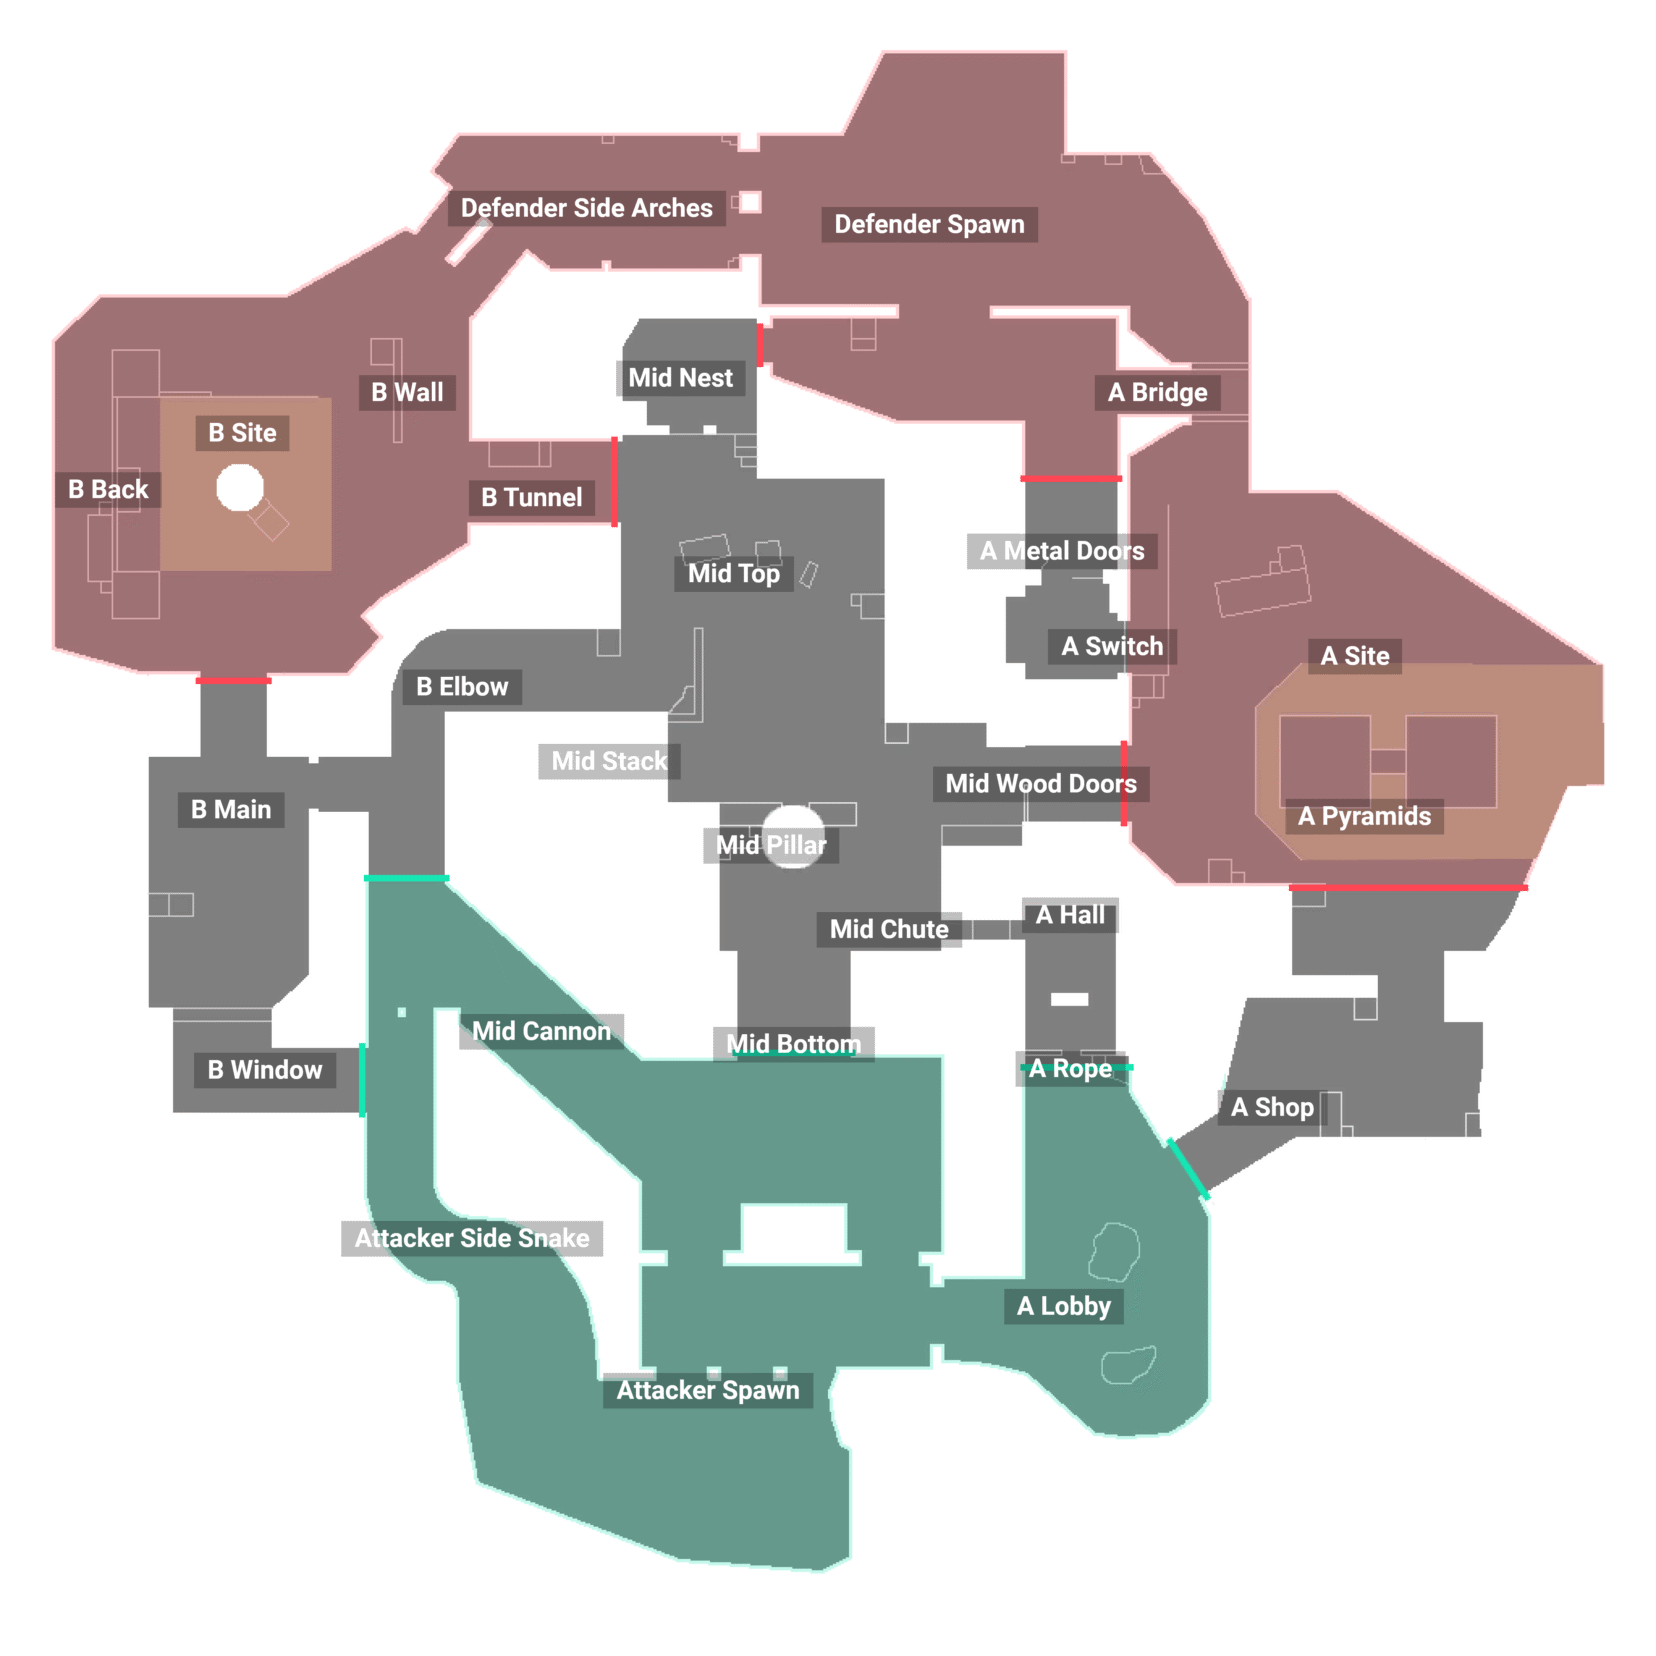 Defender Side Arches
Defender Spawn
Mid Nest
B Wall
A Bridge
B Site
B Back
B Tunnel
A Metal Doors
Mid Top
A Switch
A Site
B Elbow
Mid Stack
Mid Wood Doors
B Main
A Pyramids
Mid Pillar
A Hall
Mid Chute
Mid Cannon
Mid Bottom
B Window
A Rope
A Shop
Attacker Side Snake
A Lobby
Attacker Spawn